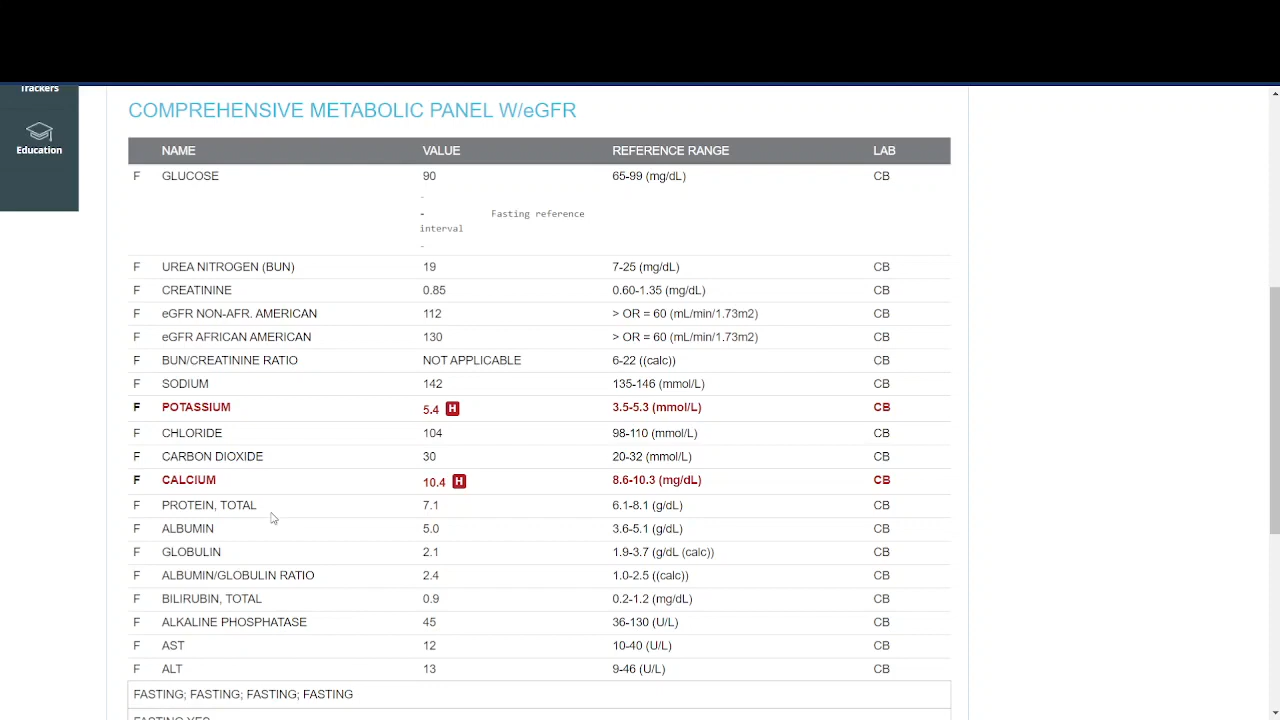 Trackers
Education
COMPREHENSIVE METABOLIC PANEL W/eGFR
NAME VALUE REFERENCE RANGE LAB
F GLUCOSE 90 65-99 (mg/dL) CB
-
- Fasting reference
interval
-
F UREA NITROGEN (BUN) 19 7-25 (mg/dL) CB
F CREATININE 0.85 0.60-1.35 (mg/dL) CB
F eGFR NON-AFR. AMERICAN 112 > OR = 60 (mL/min/1.73m2) CB
F eGFR AFRICAN AMERICAN 130 > OR = 60 (mL/min/1.73m2) CB
F BUN/CREATININE RATIO NOT APPLICABLE 6-22 ((calc)) CB
F SODIUM 142 135-146 (mmol/L) CB
F POTASSIUM 5.4 H 3.5-5.3 (mmol/L) CB
F CHLORIDE 104 98-110 (mmol/L) CB
F CARBON DIOXIDE 30 20-32 (mmol/L) CB
F CALCIUM 10.4 H 8.6-10.3 (mg/dL) CB
F PROTEIN, TOTAL 7.1 6.1-8.1 (g/dL) CB
F ALBUMIN 5.0 3.6-5.1 (g/dL) CB
F GLOBULIN 2.1 1.9-3.7 (g/dL (calc)) CB
F ALBUMIN/GLOBULIN RATIO 2.4 1.0-2.5 ((calc)) CB
F BILIRUBIN, TOTAL 0.9 0.2-1.2 (mg/dL) CB
F ALKALINE PHOSPHATASE 45 36-130 (U/L) CB
F AST 12 10-40 (U/L) CB
F ALT 13 9-46 (U/L) CB
FASTING; FASTING; FASTING; FASTING
FASTING YES